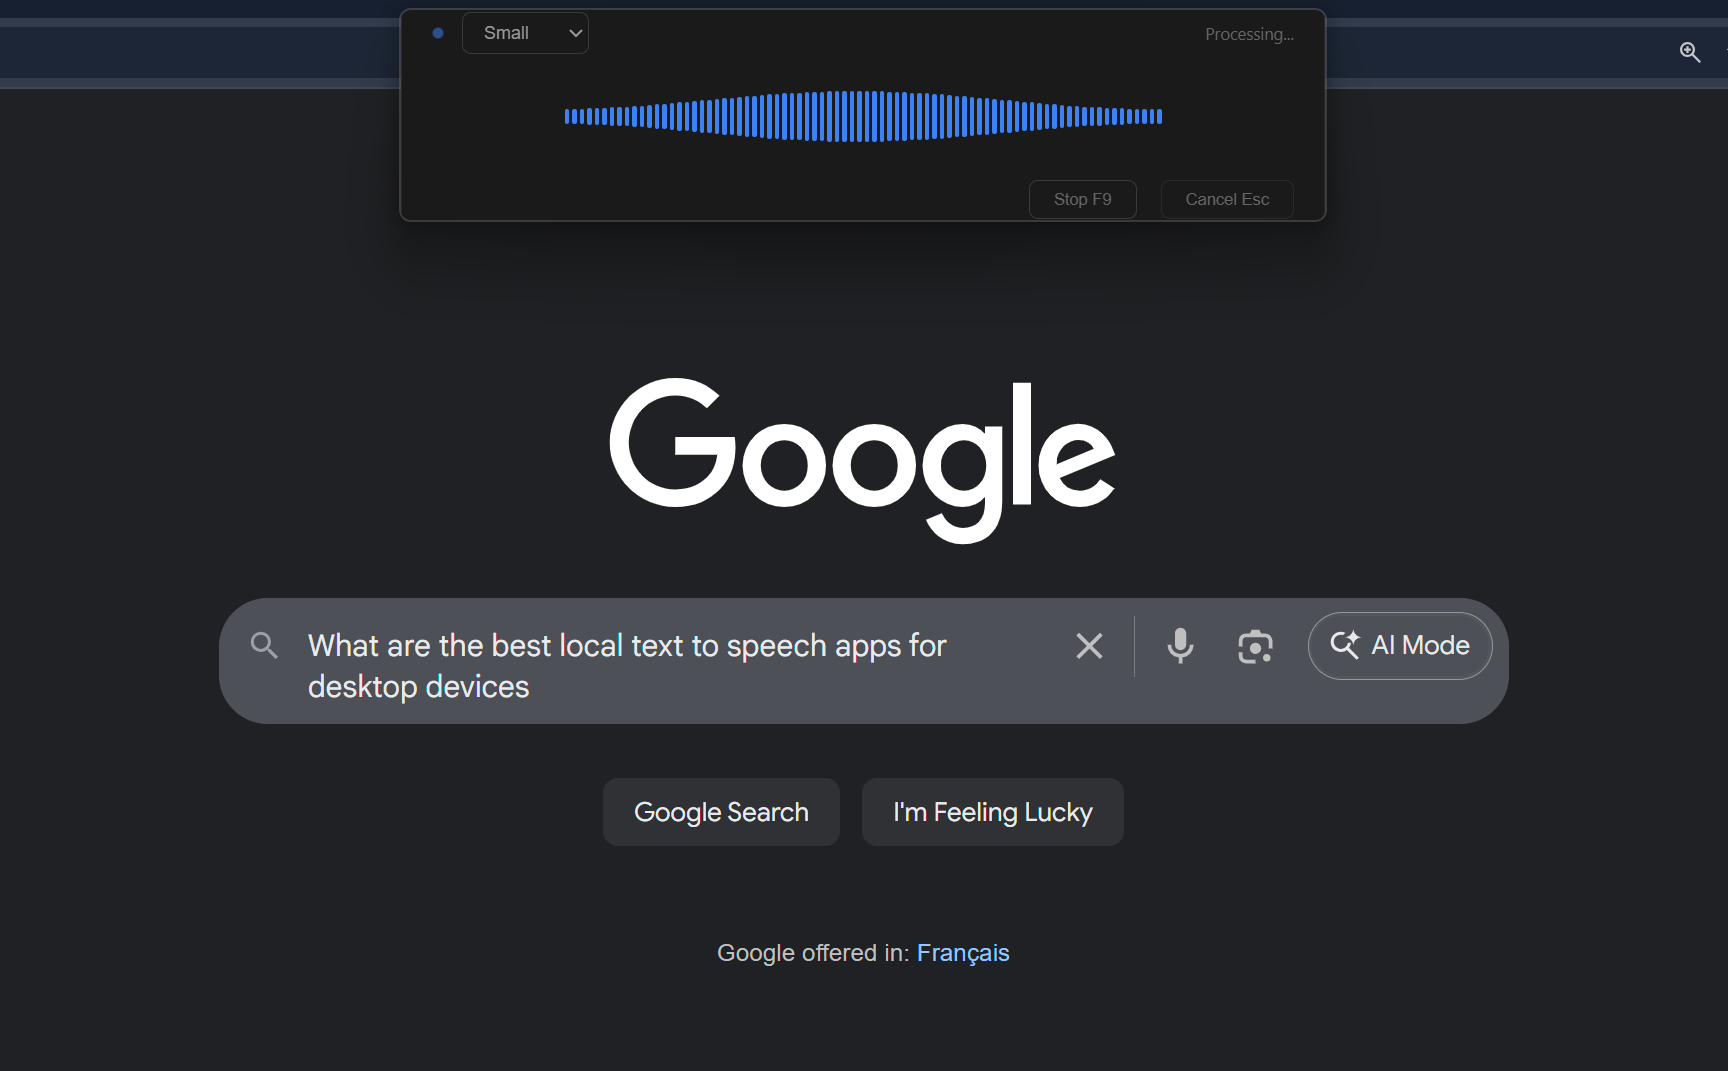 Small
Processing...
Stop F9
Cancel Esc
Google
What are the best local text to speech apps for
desktop devices
AI Mode
Google Search
I'm Feeling Lucky
Google offered in: Français